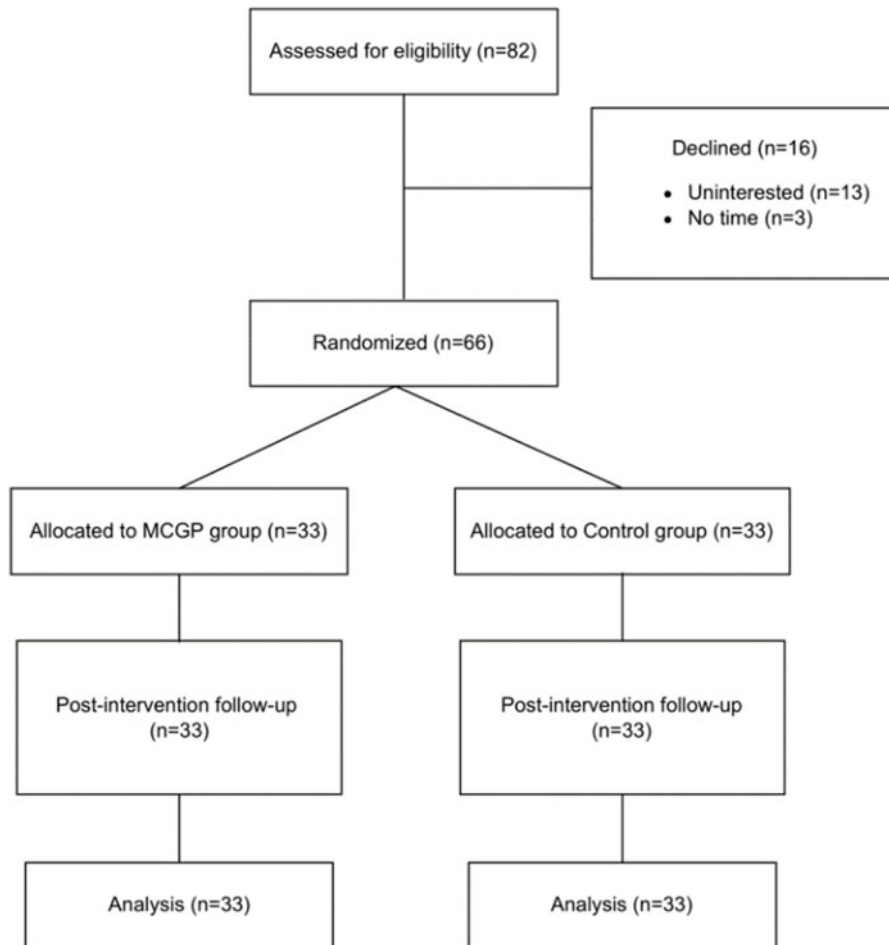 Assessed for eligibility (n=82)
Declined (n=16)
• Uninterested (n=13)
• No time (n=3)
Randomized (n=66)
Allocated to MCGP group (n=33)
Allocated to Control group (n=33)
Post-intervention follow-up
(n=33)
Post-intervention follow-up
(n=33)
Analysis (n=33)
Analysis (n=33)